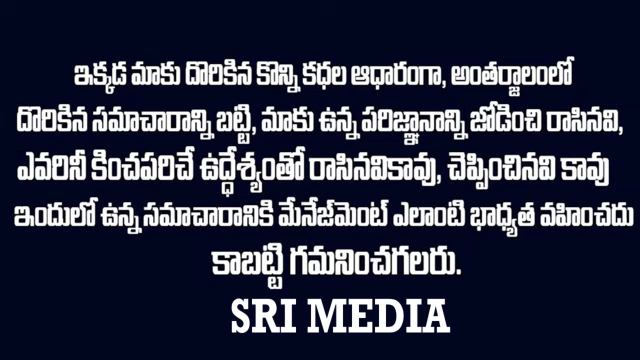 ఇక్కడ మాకు దొరికిన కొన్ని కధల ఆధారంగా, అంతర్జాలంలో
దొరికిన సమాచారాన్ని బట్టి, మాకు ఉన్న పరిజ్ఞానాన్ని జోడించి రాసినవి,
ఎవరినీ కించపరిచే ఉద్ధేశ్యంతో రాసినవికావు, చెప్పించినవి కావు
ఇందులో ఉన్న సమాచారానికి మేనేజ్‌మెంట్ ఎలాంటి భాధ్యత వహించదు
కాబట్టి గమనించగలరు.
SRI MEDIA